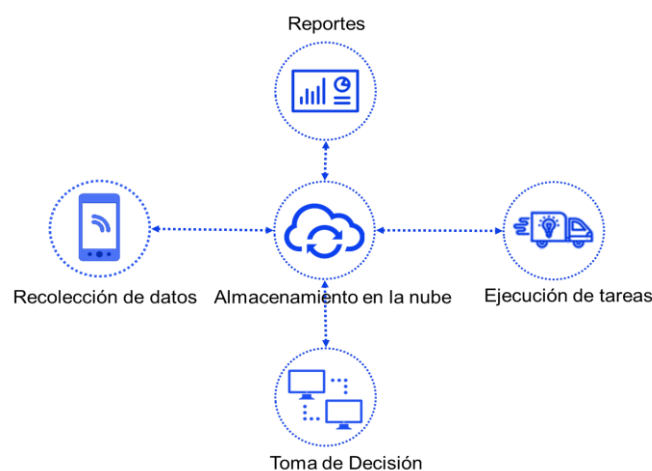 Reportes
Recolección de datos
Almacenamiento en la nube
Ejecución de tareas
Toma de Decisión